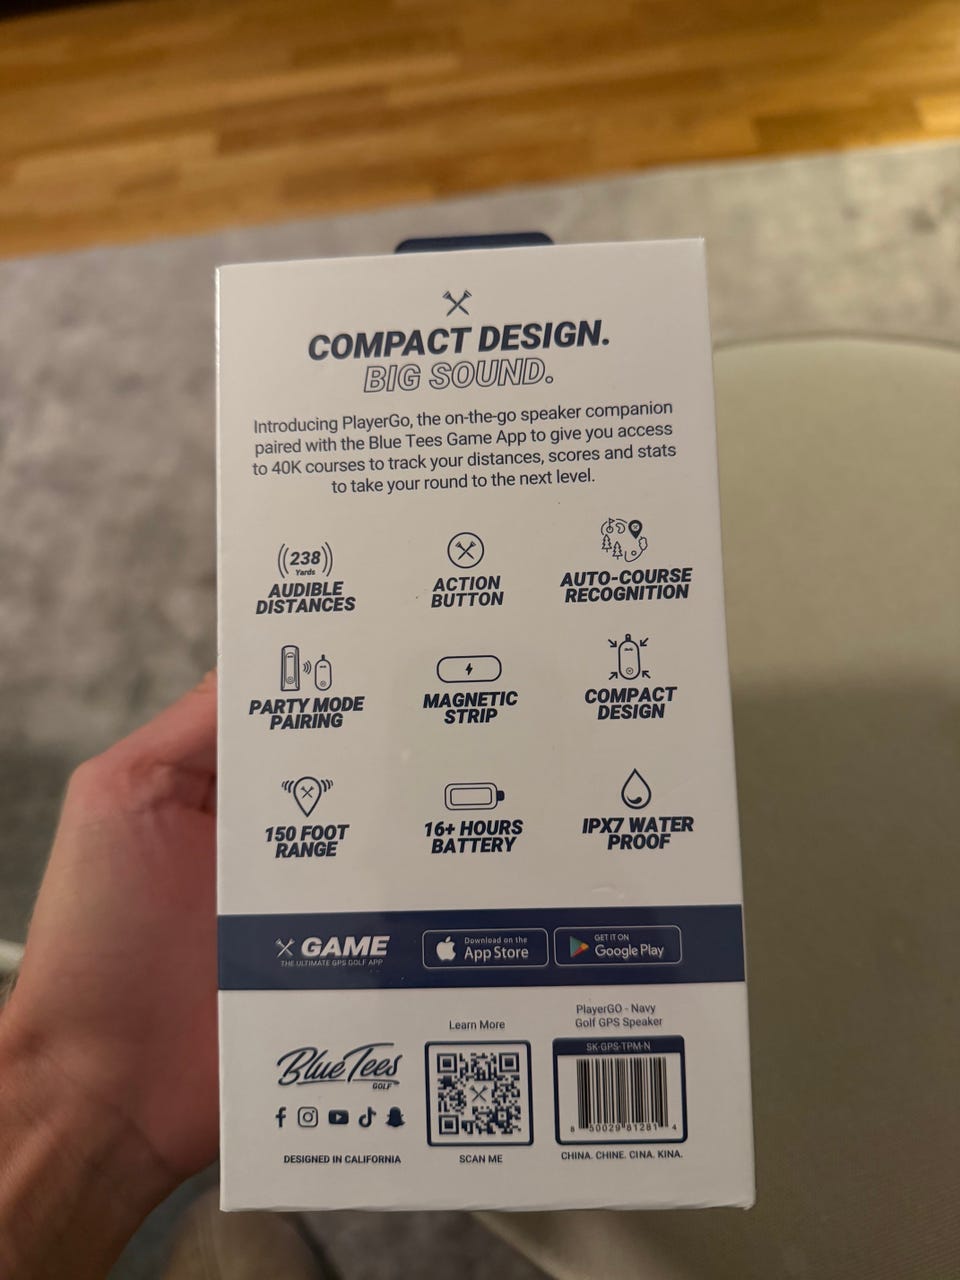 COMPACT DESIGN.
BIG SOUND.
Introducing PlayerGo, the on-the-go speaker companion
paired with the Blue Tees Game App to give you access
to 40K courses to track your distances, scores and stats
to take your round to the next level.
238
Yards
AUDIBLE
DISTANCES
ACTION
BUTTON
AUTO-COURSE
RECOGNITION
PARTY MODE
PAIRING
MAGNETIC
STRIP
COMPACT
DESIGN
150 FOOT
RANGE
16+ HOURS
BATTERY
IPX7 WATER
PROOF
GAME
THE ULTIMATE GPS GOLF APP
Download on the
App Store
GET IT ON
Google Play
Blue Tees
GOLF
DESIGNED IN CALIFORNIA
Learn More
SCAN ME
PlayerGO - Navy
Golf GPS Speaker
SK-GPS-TPM-N
8 50029 81281 4
CHINA. CHINE. CINA. KINA.